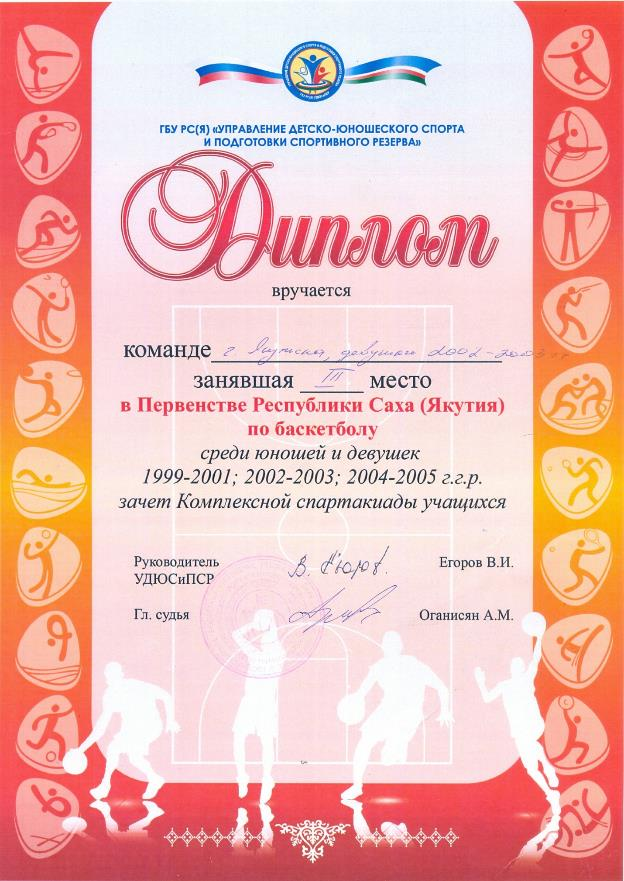 ГБУ РС(Я) «УПРАВЛЕНИЕ ДЕТСКО-ЮНОШЕСКОГО СПОРТА
И ПОДГОТОВКИ СПОРТИВНОГО РЕЗЕРВА»
Диплом
вручается
команде г. Якутска, девушки 2002-2003 гг
занявшая III место
в Первенстве Республики Саха (Якутия)
по баскетболу
среди юношей и девушек
1999-2001; 2002-2003; 2004-2005 г.г.р.
зачет Комплексной спартакиады учащихся
Руководитель Егоров В.И.
УДЮСиПСР
Гл. судья Оганисян А.М.